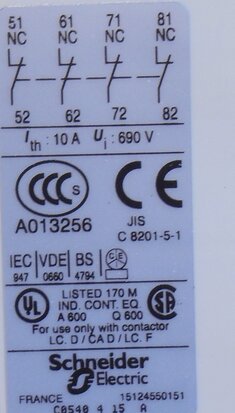 51 61 71 81
NC NC NC NC
52 62 72 82
Ith : 10 A Ui : 690 V
CCC S CE
A013256 JIS
C 8201-5-1
IEC VDE BS
947 0660 4794
UL LISTED 170 M SA
IND. CONT. EQ
A 600 Q 600
For use only with contactor
LC. D / CAD / LC. F
Schneider
Electric
FRANCE 15124550151
C0540 4 15 A